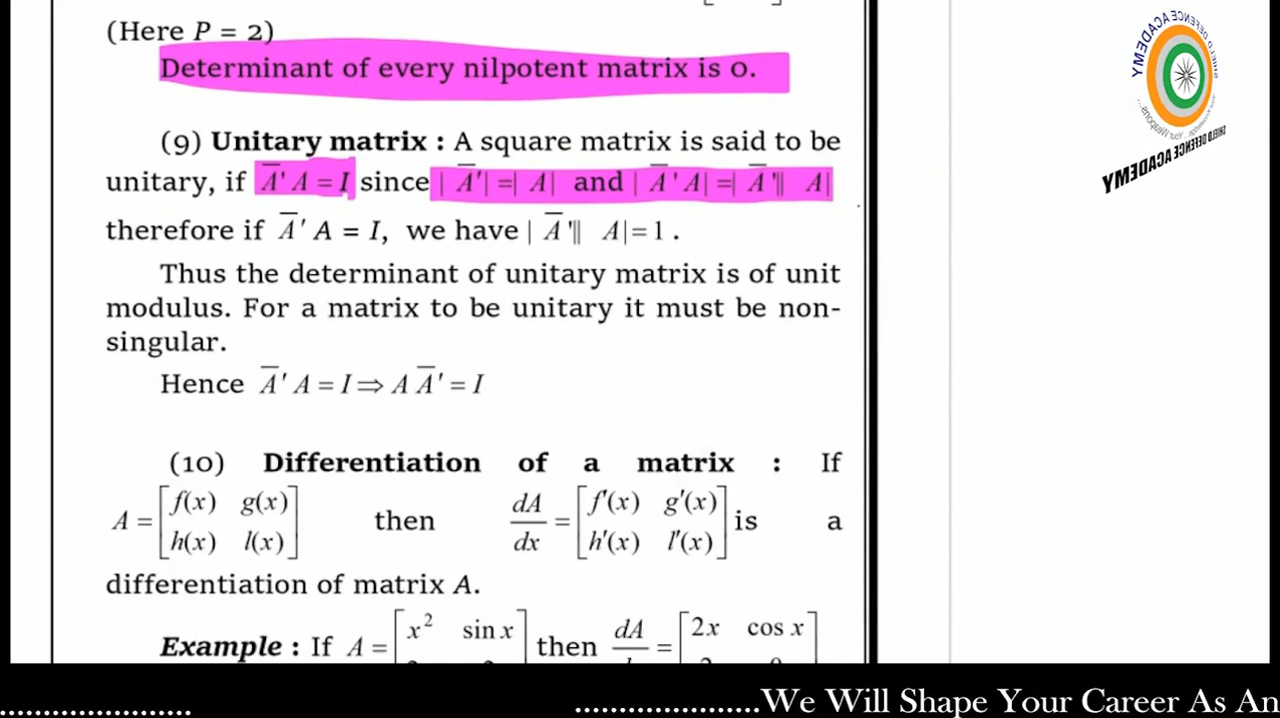 (Here P = 2)
Determinant of every nilpotent matrix is 0.
(9) Unitary matrix : A square matrix is said to be
unitary, if A̅' A = I since | A̅'| =| A| and | A̅' A| =| A̅'|| A|
therefore if A̅' A = I, we have | A̅'|| A|= 1 .
Thus the determinant of unitary matrix is of unit
modulus. For a matrix to be unitary it must be non-
singular.
Hence A̅' A = I ⇒ A A̅' = I
(10) Differentiation of a matrix : If
A = [f(x) g(x) h(x) l(x)] then dA/dx = [f'(x) g'(x) h'(x) l'(x)] is a
differentiation of matrix A.
Example : If A = [x² sin x then dA = [2x cos x
SHIELD DEFENCE ACADEMY
SHIELD DEFENCE ACADEMY
....................... ......................We Will Shape Your Career As An